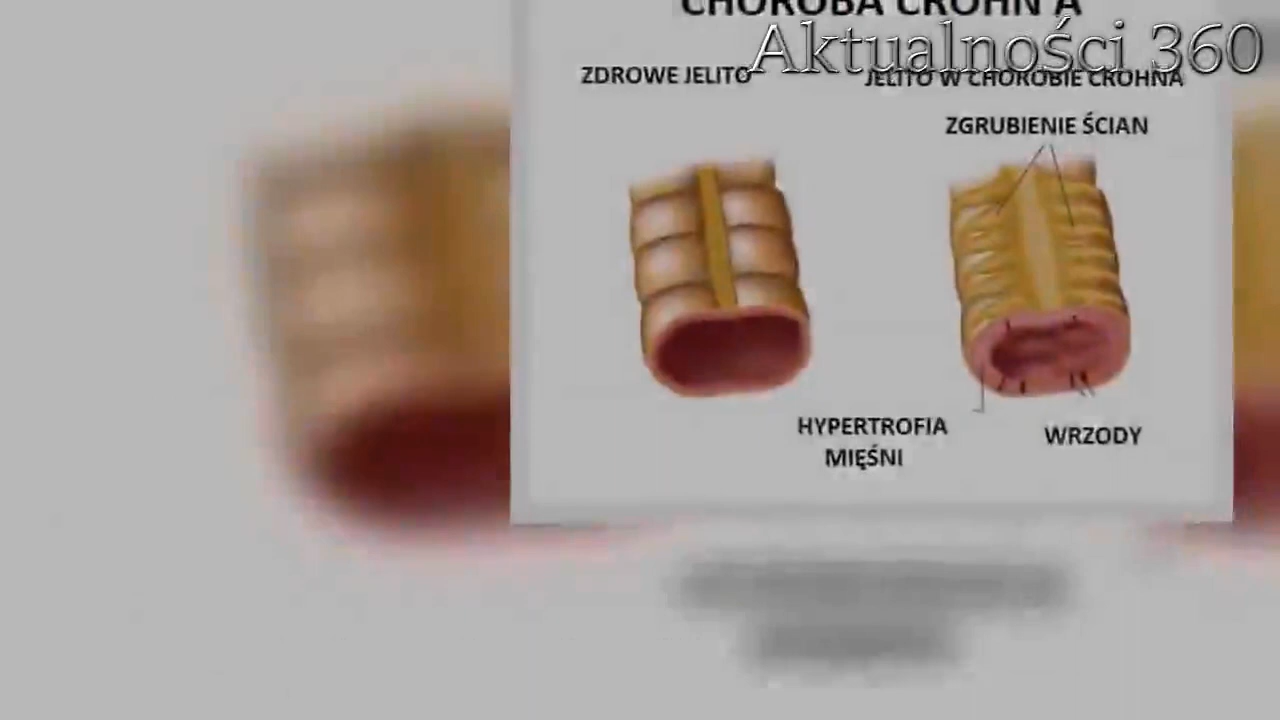 CHOROBA CROHN A
Aktualności 360
ZDROWE JELITO
JELITO W CHOROBIE CROHNA
ZGRUBIENIE ŚCIAN
HYPERTROFIA
MIĘŚNI
WRZODY